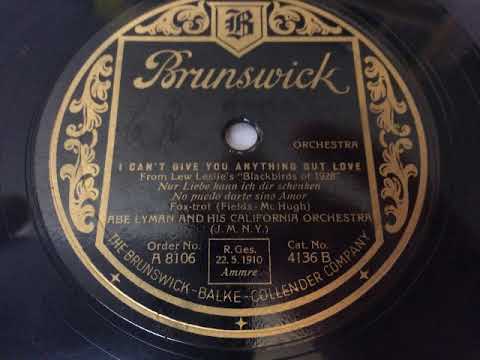 B
Brunswick
ORCHESTRA
I CAN'T GIVE YOU ANYTHING BUT LOVE
From Lew Leslie's "Blackbirds of 1928"
Nur Liebe kann ich dir schenken
No puedo darte sino Amor
Fox-trot (Fields - Mc. Hugh)
ABE LYMAN AND HIS CALIFORNIA ORCHESTRA
(J. M. N. Y.)
Order No. R. Ges. Cat. No.
A 8106 22. 5. 1910 4136 B
Ammre
THE BRUNSWICK-BALKE-COLLENDER COMPANY